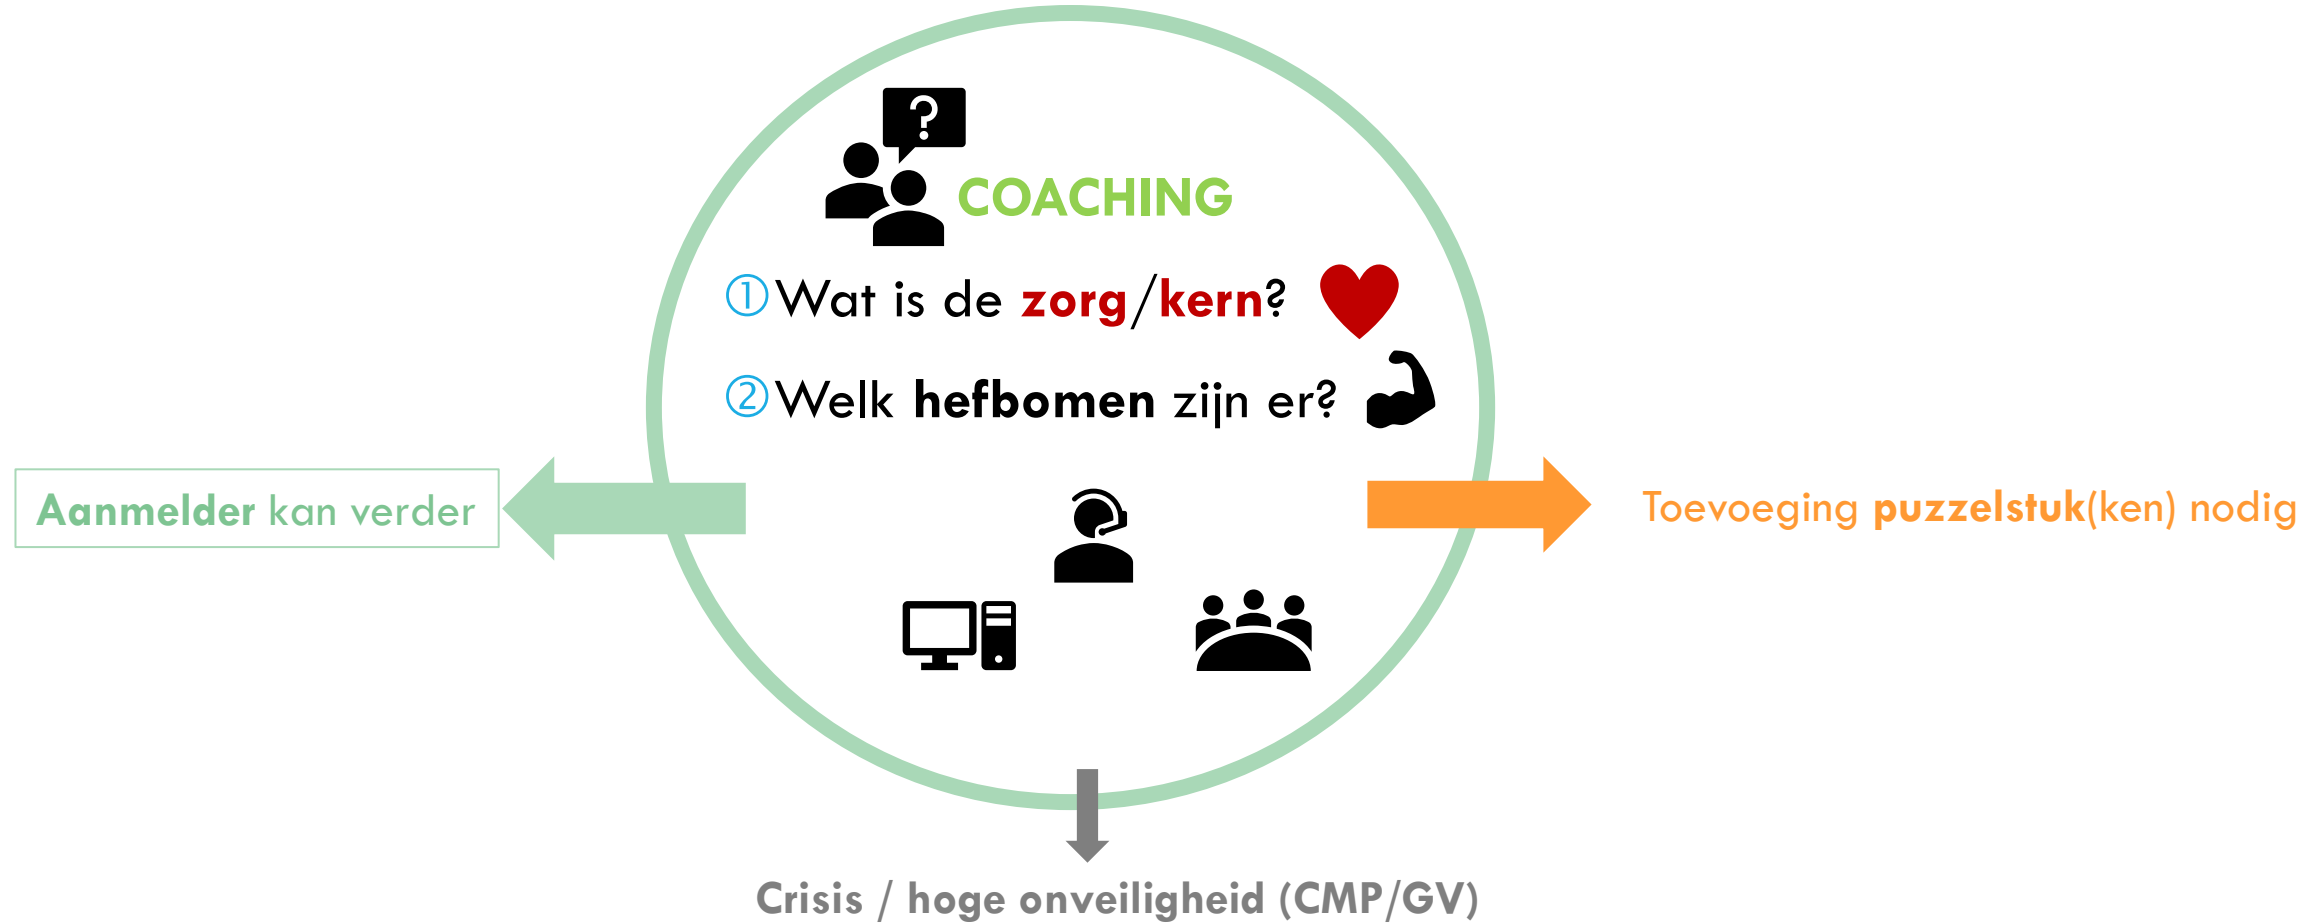 ?
COACHING
①Wat is de zorg/kern?
②Welk hefbomen zijn er?
Aanmelder kan verder
Toevoeging puzzelstuk(ken) nodig
Crisis / hoge onveiligheid (CMP/GV)